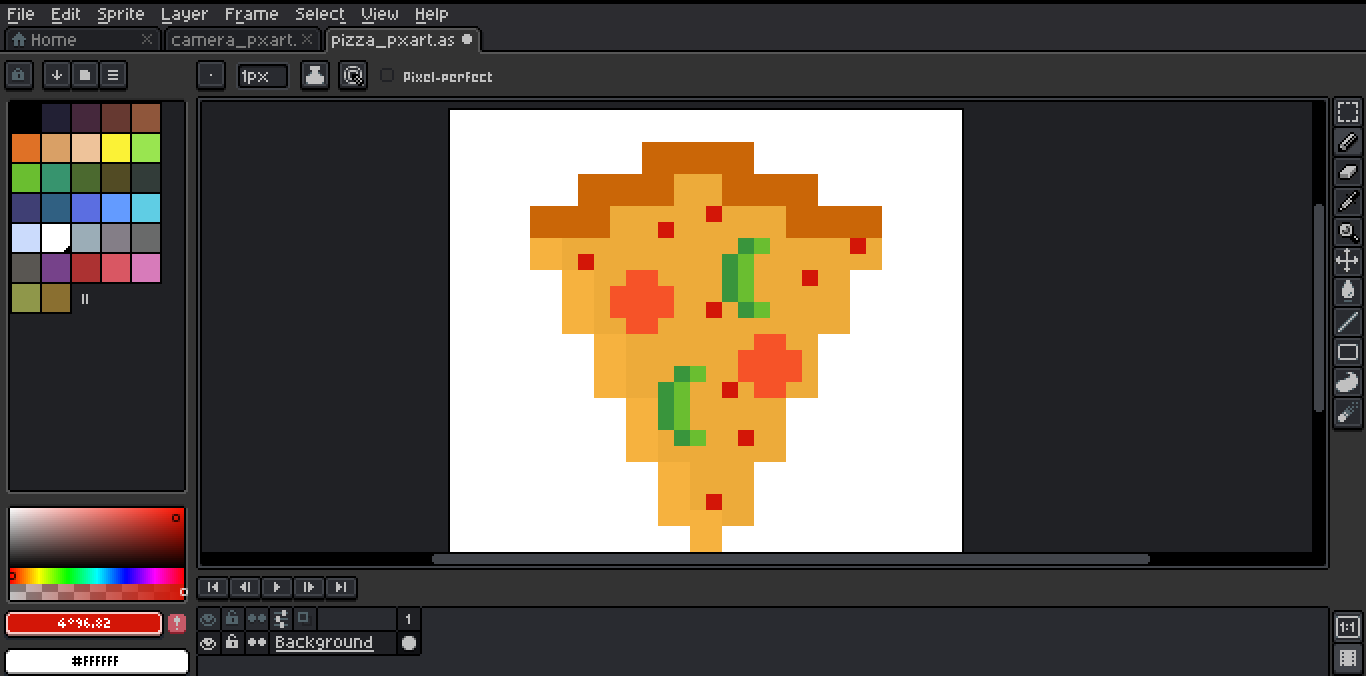 File Edit Sprite Layer Frame Select View Help
Home camera_pxart. pizza_pxart.as
1px Pixel-perfect
4°96.82
#FFFFFF
1
Background
1:1